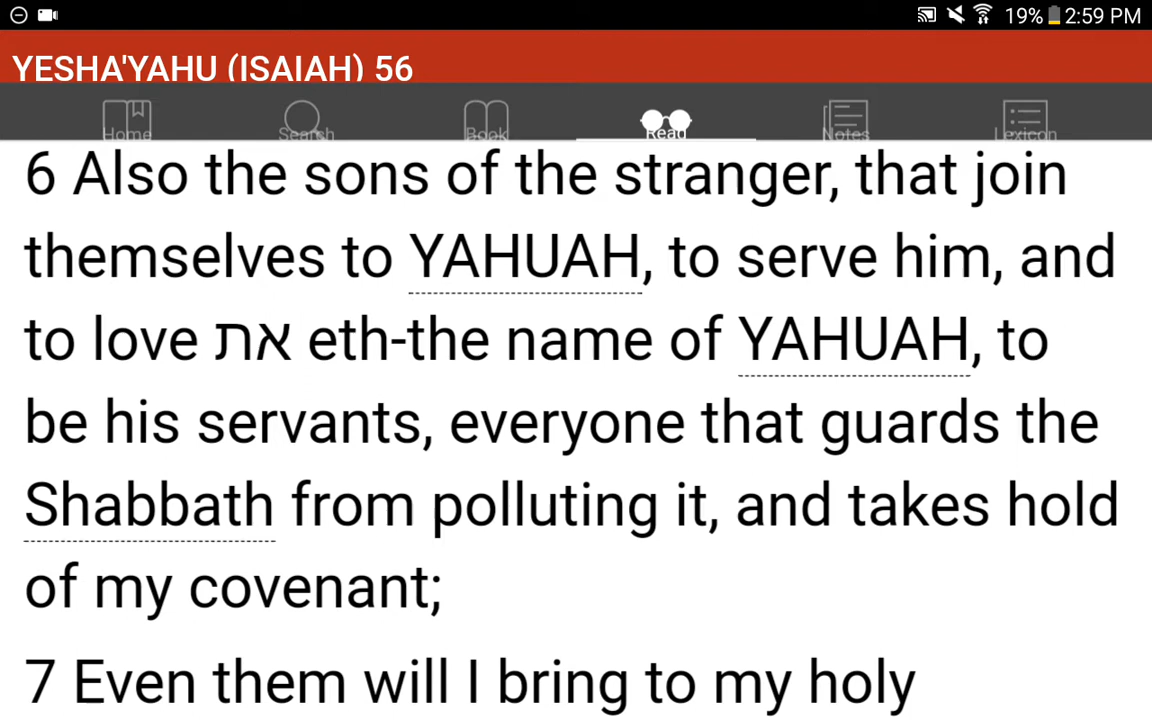 19% 2:59 PM
YESHA'YAHU (ISAIAH) 56
Home Search Book Read Notes Lexicon
6 Also the sons of the stranger, that join
themselves to YAHUAH, to serve him, and
to love את eth-the name of YAHUAH, to
be his servants, everyone that guards the
Shabbath from polluting it, and takes hold
of my covenant;
7 Even them will I bring to my holy